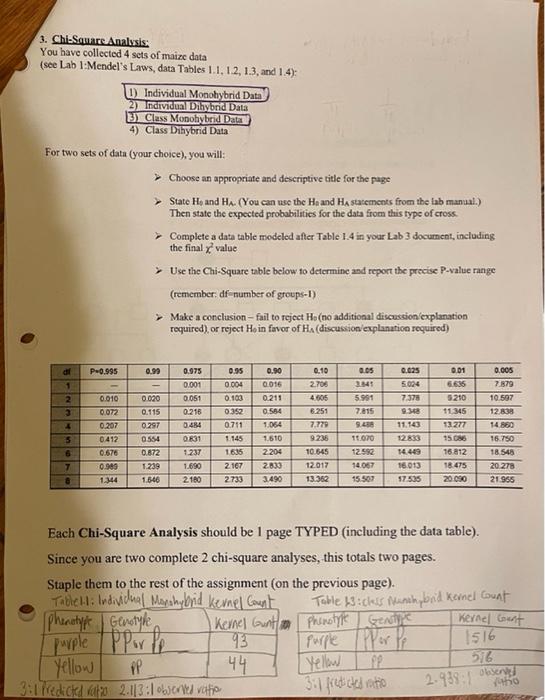 3. Chi-Square Analysis:
You have collected 4 sets of maize data
(see Lab 1:Mendel's Laws, data Tables 1.1, 1.2, 1.3, and 1.4):
1) Individual Monohybrid Data
2) Individual Dihybrid Data
3) Class Monohybrid Data
4) Class Dihybrid Data
For two sets of data (your choice), you will:
➤ Choose an appropriate and descriptive title for the page
➤ State H₀ and HA. (You can use the H₀ and HA statements from the lab manual.)
Then state the expected probabilities for the data from this type of cross.
➤ Complete a data table modeled after Table 1.4 in your Lab 3 document, including
the final χ² value
➤ Use the Chi-Square table below to determine and report the precise P-value range
(remember: df=number of groups-1)
➤ Make a conclusion – fail to reject H₀ (no additional discussion/explanation
required), or reject H₀ in favor of HA (discussion/explanation required)
df P=0.995 0.99 0.975 0.95 0.90 0.10 0.05 0.025 0.01 0.005
1 — — 0.001 0.004 0.016 2.706 3.841 5.024 6.635 7.879
2 0.010 0.020 0.051 0.103 0.211 4.605 5.991 7.378 9.210 10.597
3 0.072 0.115 0.216 0.352 0.584 6.251 7.815 9.348 11.345 12.838
4 0.207 0.297 0.484 0.711 1.064 7.779 9.488 11.143 13.277 14.860
5 0.412 0.554 0.831 1.145 1.610 9.236 11.070 12.833 15.086 16.750
6 0.676 0.872 1.237 1.635 2.204 10.645 12.592 14.449 16.812 18.548
7 0.989 1.239 1.690 2.167 2.833 12.017 14.067 16.013 18.475 20.278
8 1.344 1.646 2.180 2.733 3.490 13.362 15.507 17.535 20.090 21.955
Each Chi-Square Analysis should be 1 page TYPED (including the data table).
Since you are two complete 2 chi-square analyses, this totals two pages.
Staple them to the rest of the assignment (on the previous page).
Table 1.1: Individual Monohybrid Kernel Count
Phenotype Genotype Kernel Count
purple PP or Pp 93
Yellow pp 44
3:1 Predicted ratio 2.113:1 observed ratio
Table 1.3: class Monohybrid Kernel Count
Phenotype Genotype Kernel Count
Purple PP or Pp 1516
Yellow pp 516
3:1 predicted ratio 2.938:1 observed ratio